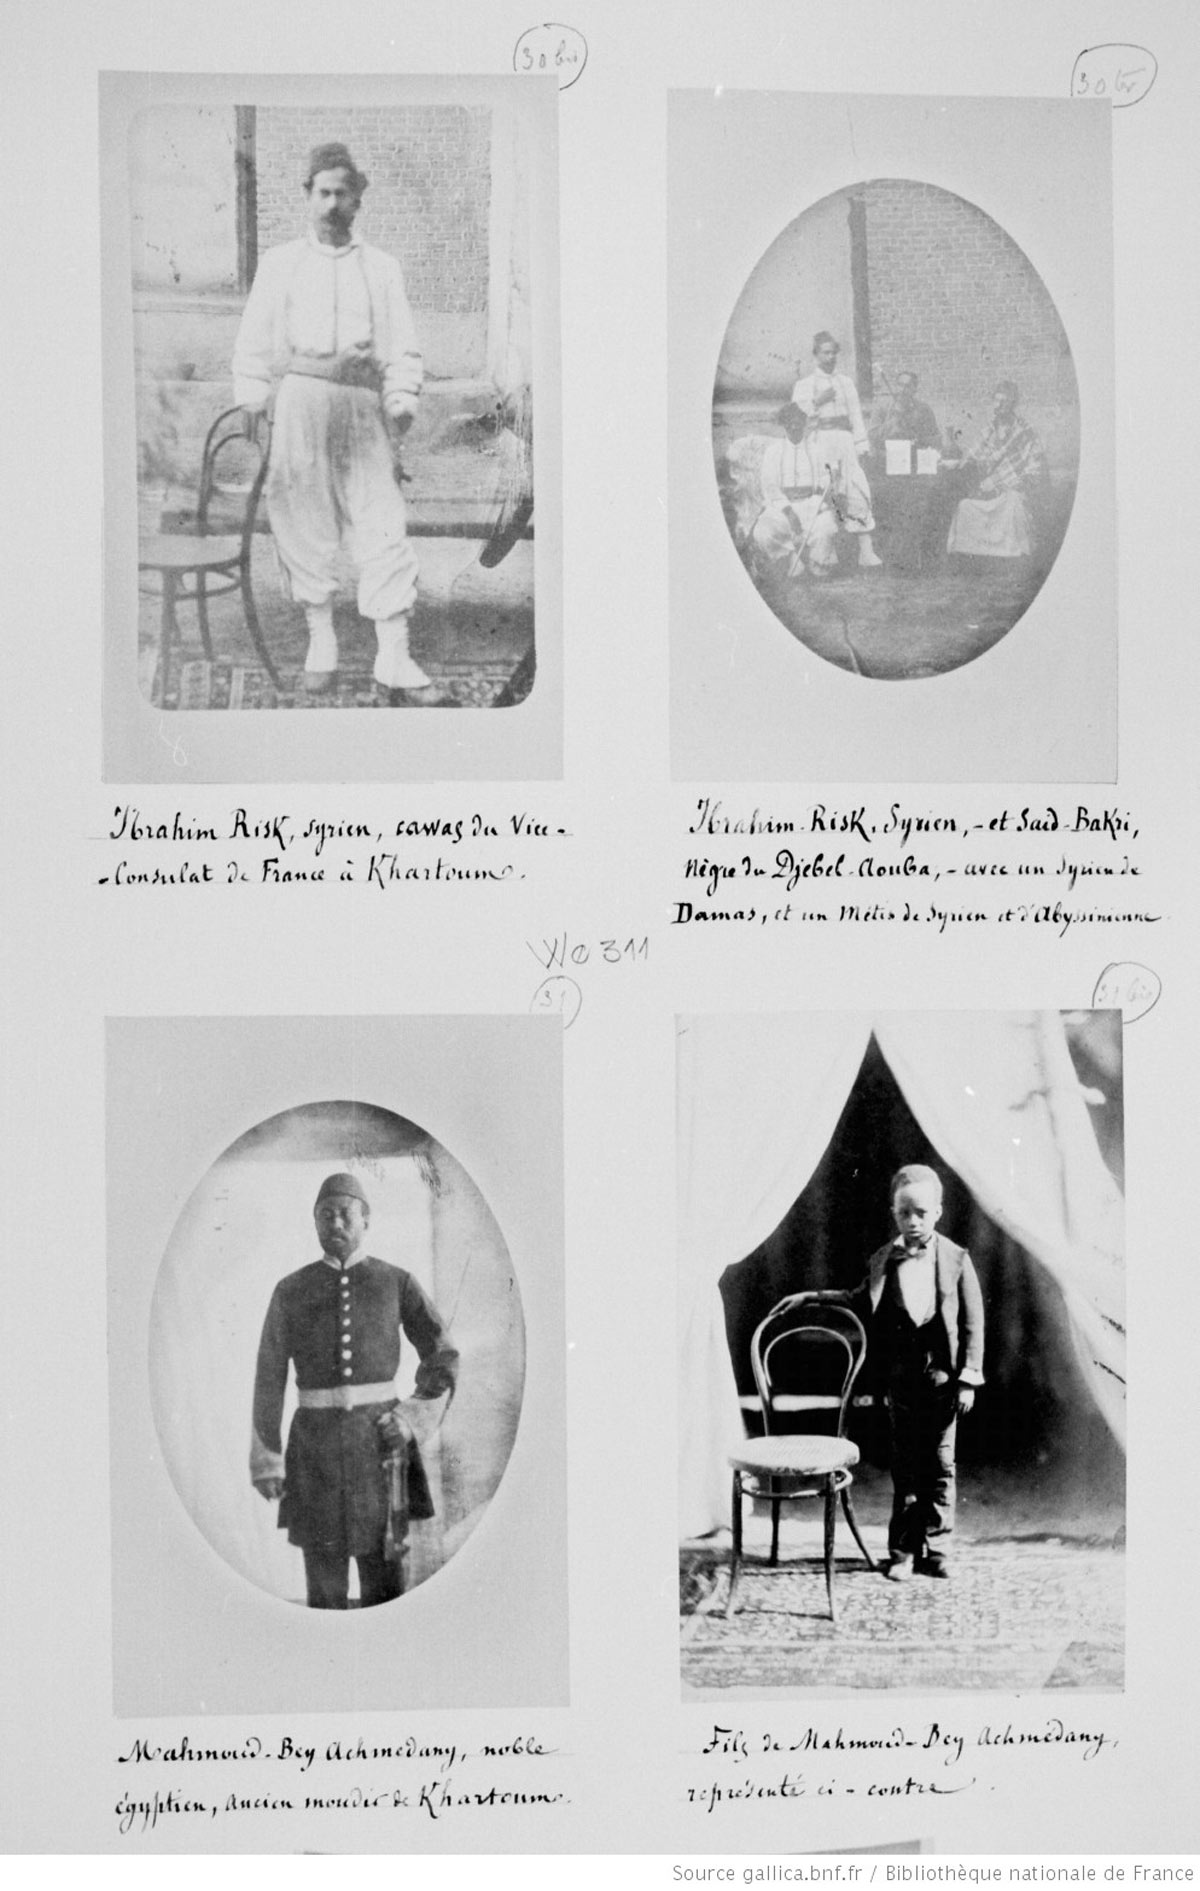 30 bis
30 ter
Ibrahim Risk, syrien, cawas du Vice-
-Consulat de France à Khartoum.
Ibrahim-Risk, Syrien, - et Said-Bakri,
Nègre du Djebel-Nouba, - avec un Syrien de
Damas, et un Métis de Syrien et d'Abyssinienne
We 311
31
31 bis
Mahmoud-Bey Achmédany, noble
égyptien, ancien moudir de Khartoum.
Fils de Mahmoud-Bey Achmédany,
représenté ci-contre.
Source gallica.bnf.fr / Bibliothèque nationale de France